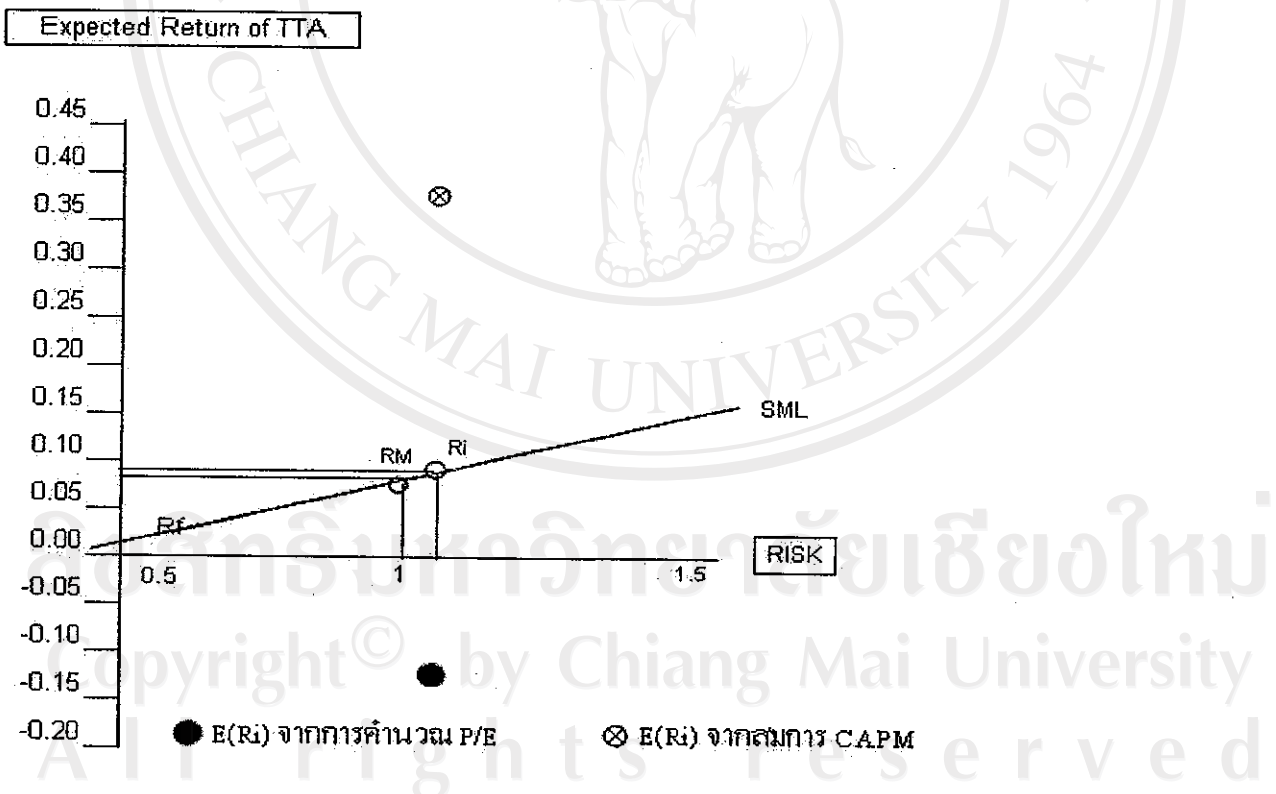 Expected Return of TTA
0.45
0.40
0.35
0.30
0.25
0.20
0.15
0.10
0.05
0.00
-0.05
-0.10
-0.15
-0.20
RM
Ri
SML
Rf
RISK
0.5
1
1.5
E(Ri) จากการคำนวณ P/E
E(Ri) จากสมการ CAPM
CHIANG MAI UNIVERSITY 1964
ลิขสิทธิ์มหาวิทยาลัยเชียงใหม่
Copyright© by Chiang Mai University
All rights reserved